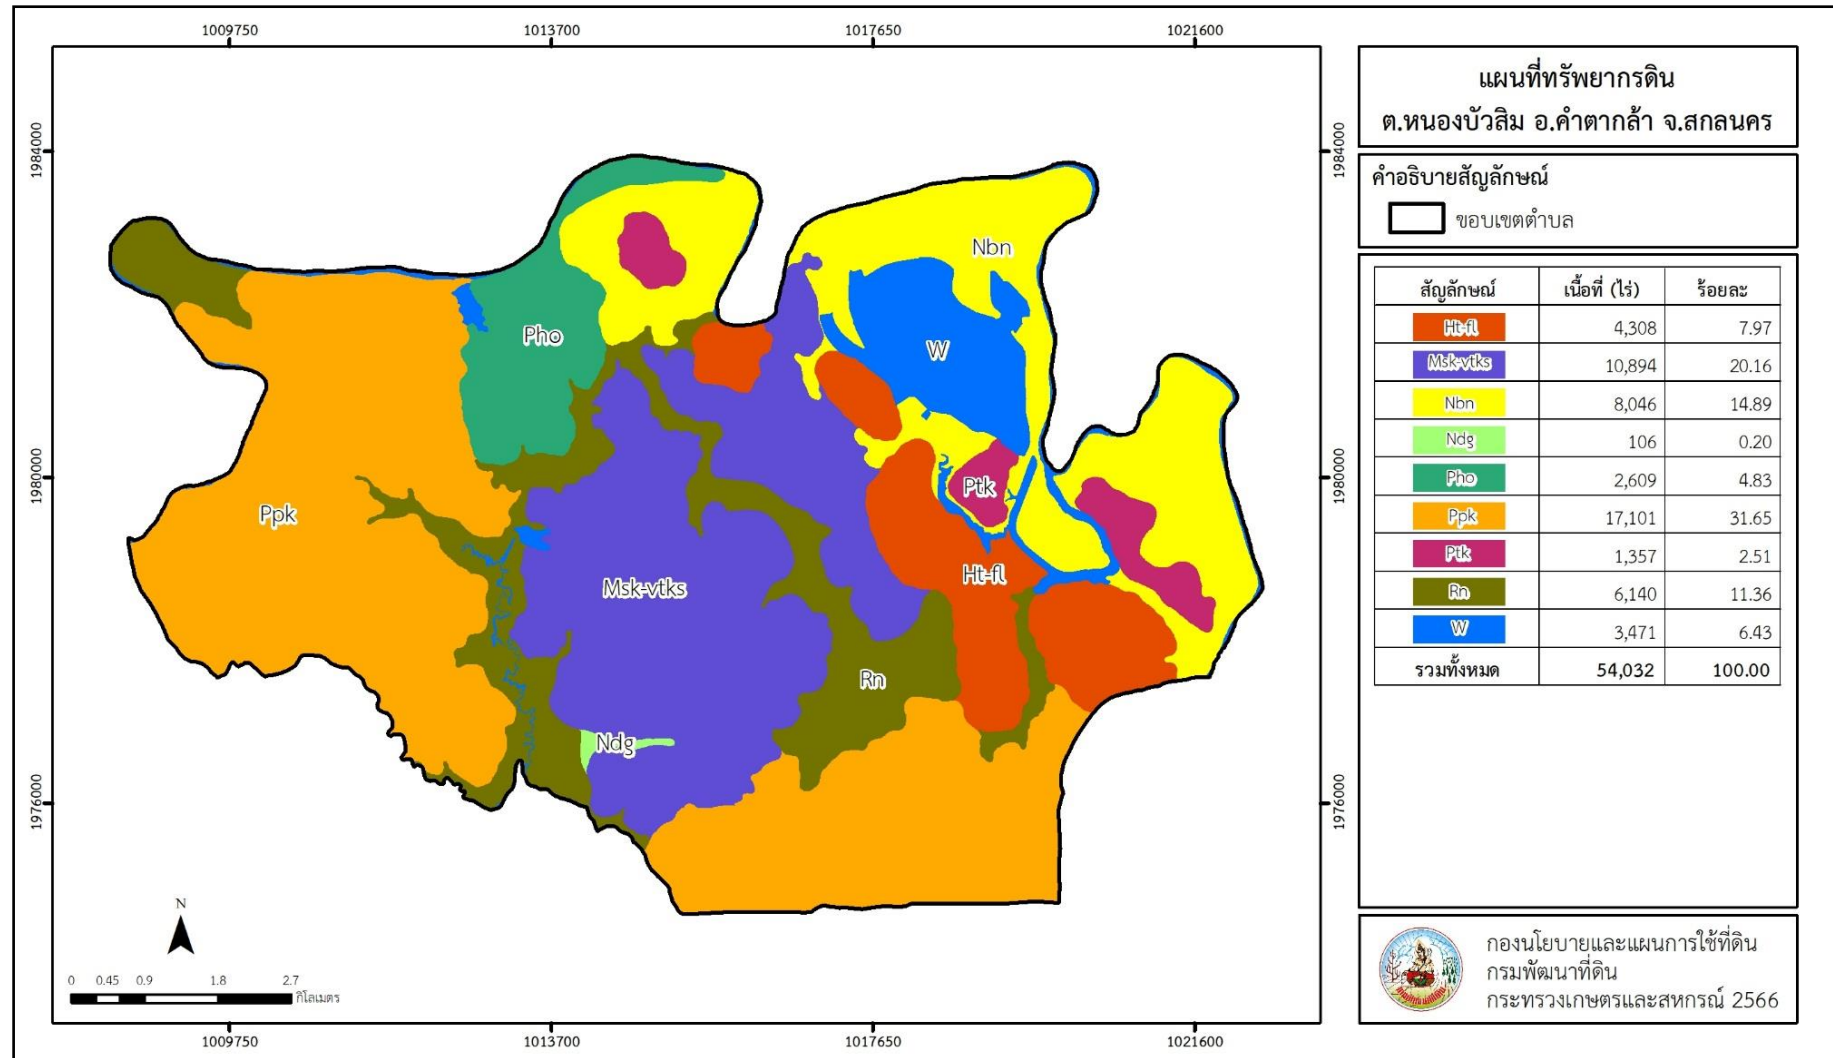 1009750 1013700 1017650 1021600
1984000 1984000
1980000 1980000
1976000 1976000
Nbn
Pho
W
Ppk
Ptk
Msk-vtks
Ht-fl
Rn
Ndg
N
0 0.45 0.9 1.8 2.7
กิโลเมตร
1009750 1013700 1017650 1021600
แผนที่ทรัพยากรดิน
ต.หนองบัวสิม อ.คำตากล้า จ.สกลนคร
คำอธิบายสัญลักษณ์
ขอบเขตตำบล
สัญลักษณ์ เนื้อที่ (ไร่) ร้อยละ
Ht-fl 4,308 7.97
Msk-vtks 10,894 20.16
Nbn 8,046 14.89
Ndg 106 0.20
Pho 2,609 4.83
Ppk 17,101 31.65
Ptk 1,357 2.51
Rn 6,140 11.36
W 3,471 6.43
รวมทั้งหมด 54,032 100.00
กองนโยบายและแผนการใช้ที่ดิน
กรมพัฒนาที่ดิน
กระทรวงเกษตรและสหกรณ์ 2566